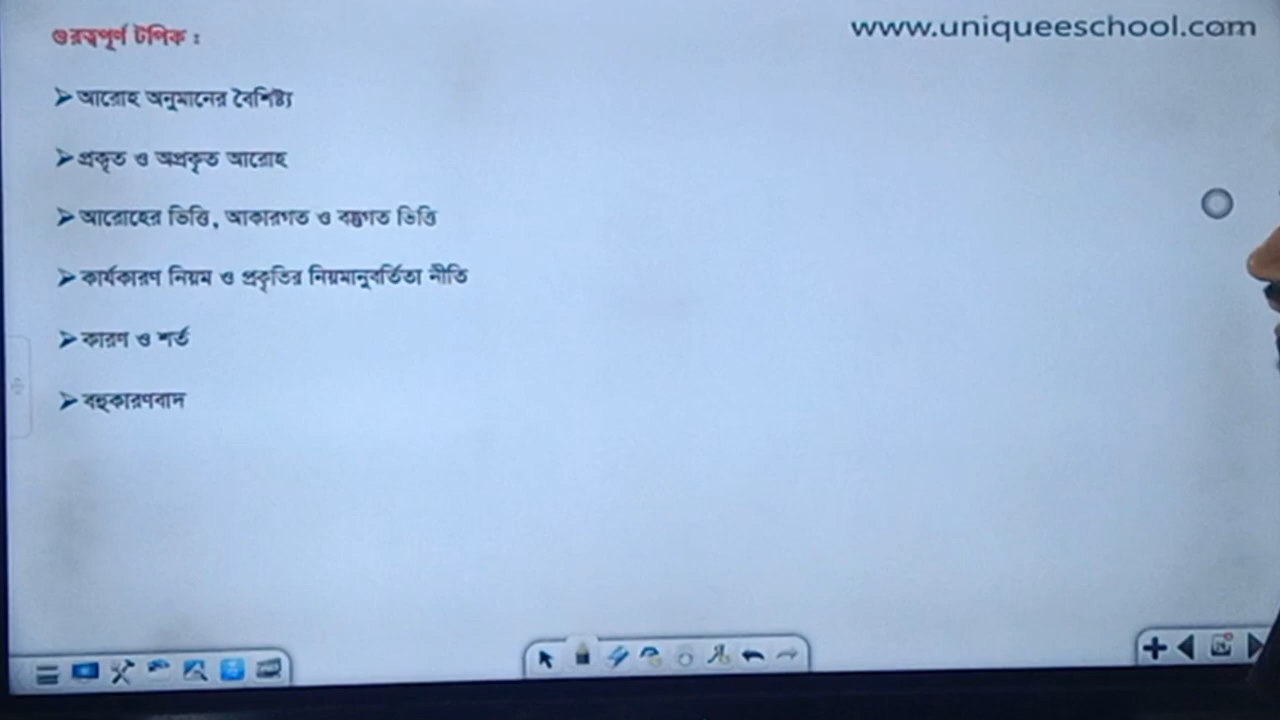 গুরত্বপূর্ণ টপিক :
www.uniqueeschool.com
➢ আরোহ অনুমানের বৈশিষ্ট্য
➢ প্রকৃত ও অপ্রকৃত আরোহ
➢ আরোহের ভিত্তি, আকারগত ও বস্তুগত ভিত্তি
➢ কার্যকারণ নিয়ম ও প্রকৃতির নিয়মানুবর্তিতা নীতি
➢ কারণ ও শর্ত
➢ বহুকারণবাদ